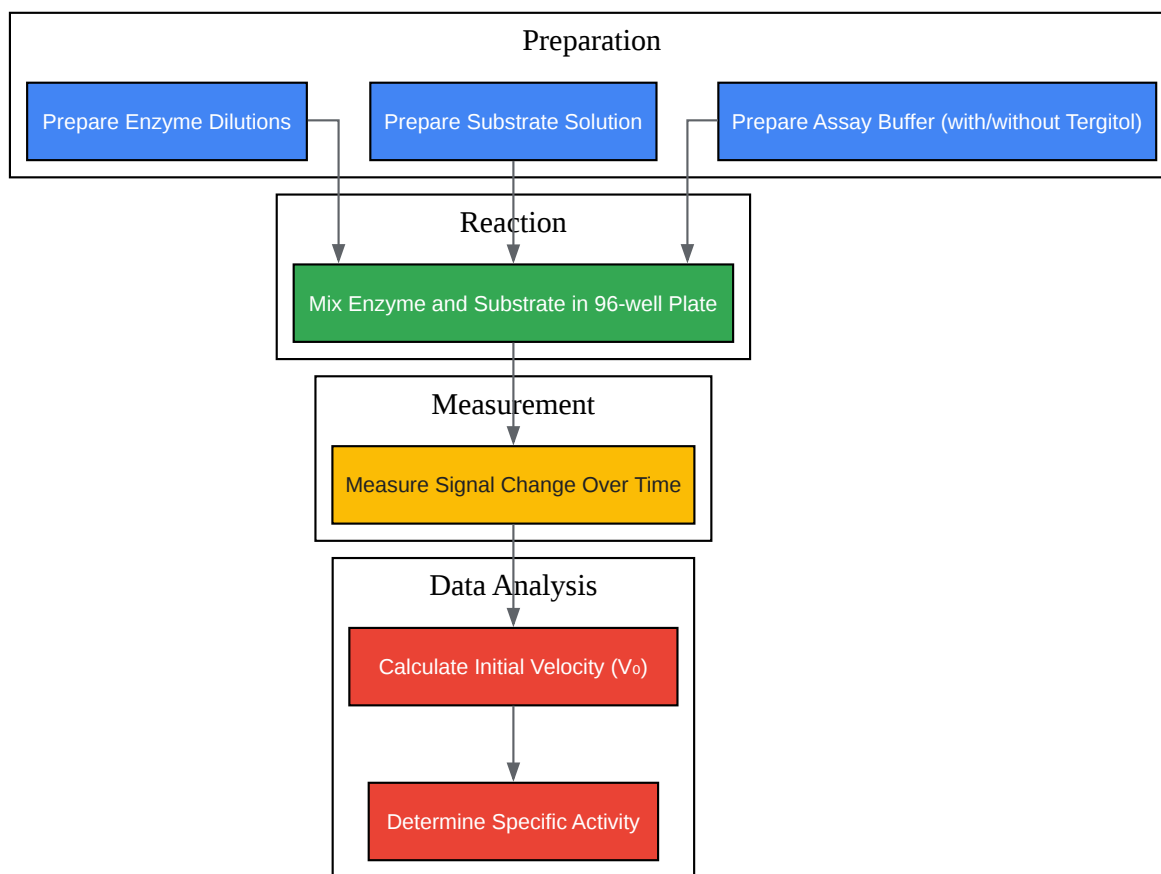 Preparation
Prepare Enzyme Dilutions
Prepare Substrate Solution
Prepare Assay Buffer (with/without Tergitol)
Reaction
Mix Enzyme and Substrate in 96-well Plate
Measurement
Measure Signal Change Over Time
Data Analysis
Calculate Initial Velocity (V₀)
Determine Specific Activity